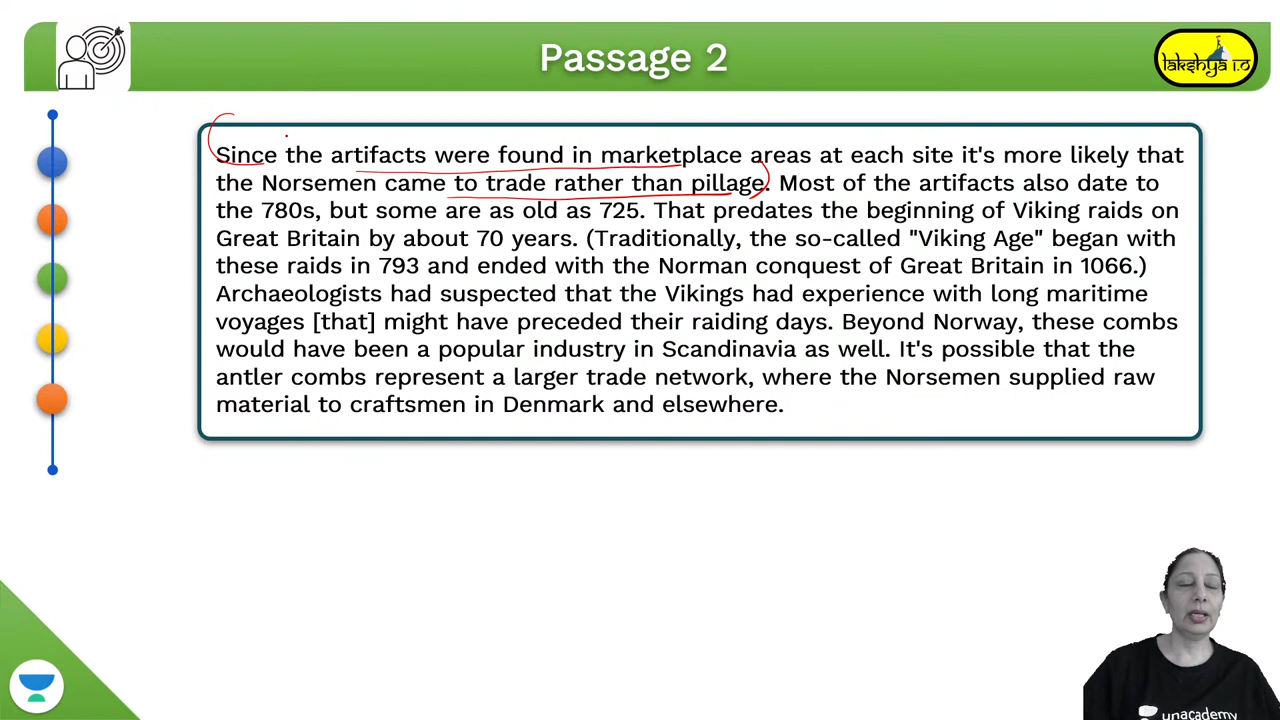 Passage 2
lakshya 1.0
Since the artifacts were found in marketplace areas at each site it's more likely that
the Norsemen came to trade rather than pillage. Most of the artifacts also date to
the 780s, but some are as old as 725. That predates the beginning of Viking raids on
Great Britain by about 70 years. (Traditionally, the so-called "Viking Age" began with
these raids in 793 and ended with the Norman conquest of Great Britain in 1066.)
Archaeologists had suspected that the Vikings had experience with long maritime
voyages [that] might have preceded their raiding days. Beyond Norway, these combs
would have been a popular industry in Scandinavia as well. It's possible that the
antler combs represent a larger trade network, where the Norsemen supplied raw
material to craftsmen in Denmark and elsewhere.
unacademy